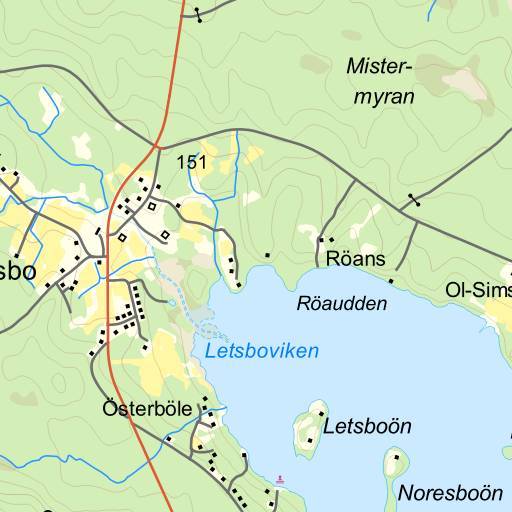 Mister-
myran
151
sbo
Röans
Ol-Sims
Röaudden
Letsboviken
Österböle
Letsboön
Noresboön